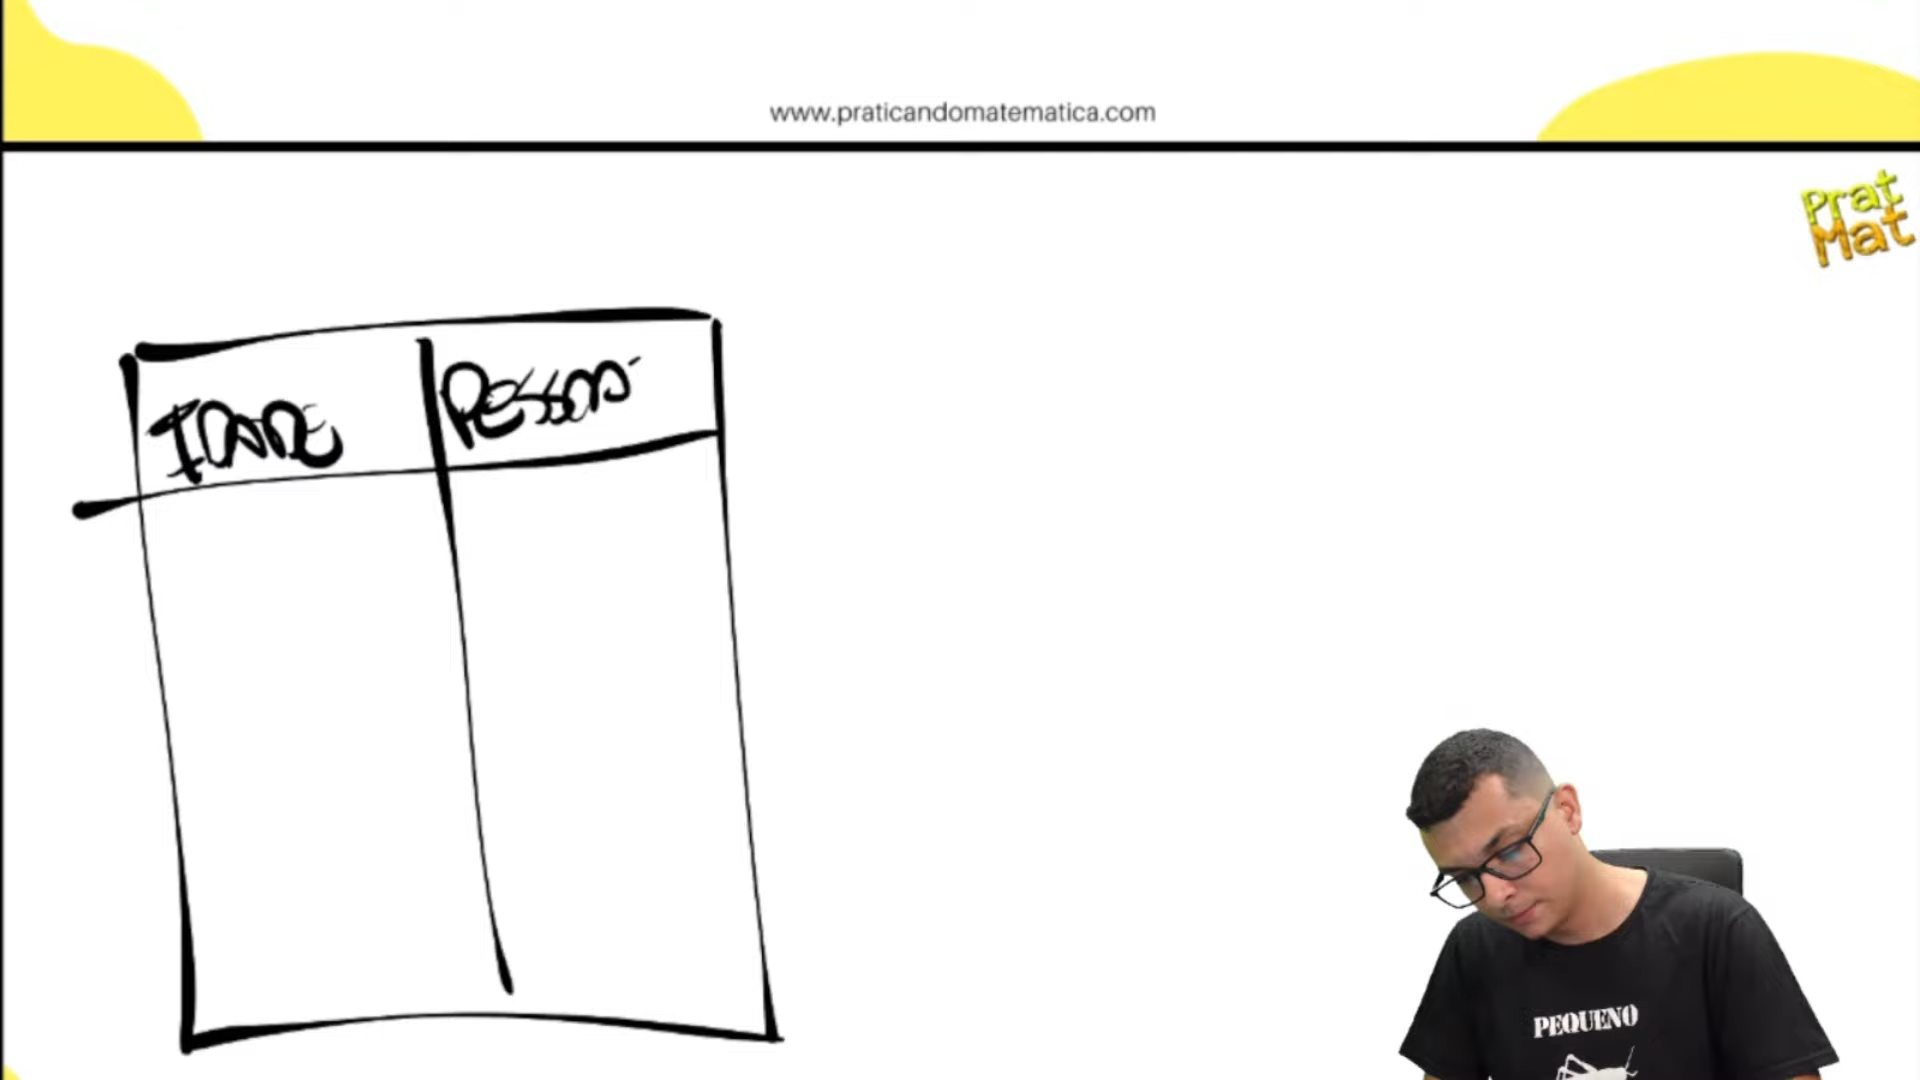 www.praticandomatematica.com
Prat
Mat
IDADE PESSOAS
PEQUENO